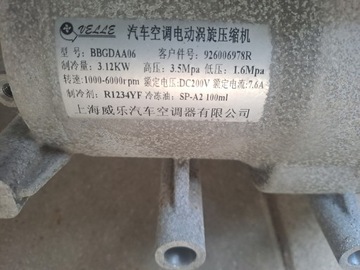 VELLE 汽车空调电动涡旋压缩机
型号: BBGDAA06 客户件号: 926006978R
制冷量: 3.12KW 高压: 3.5Mpa 低压: 1.6Mpa
转速:1000-6000rpm 额定电压:DC200V 额定电流:7.6A
制冷剂: R1234YF 冷冻油: SP-A2 100ml
上海威乐汽车空调器有限公司